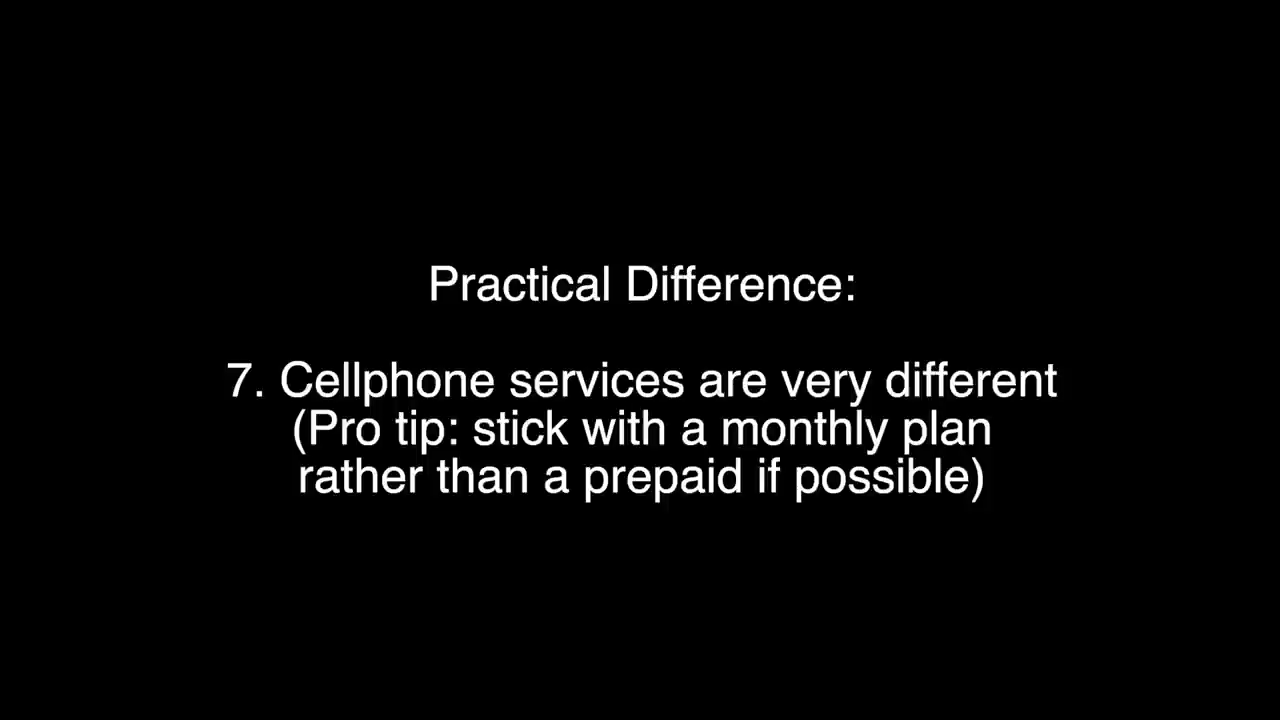 Practical Difference:
7. Cellphone services are very different
(Pro tip: stick with a monthly plan
rather than a prepaid if possible)